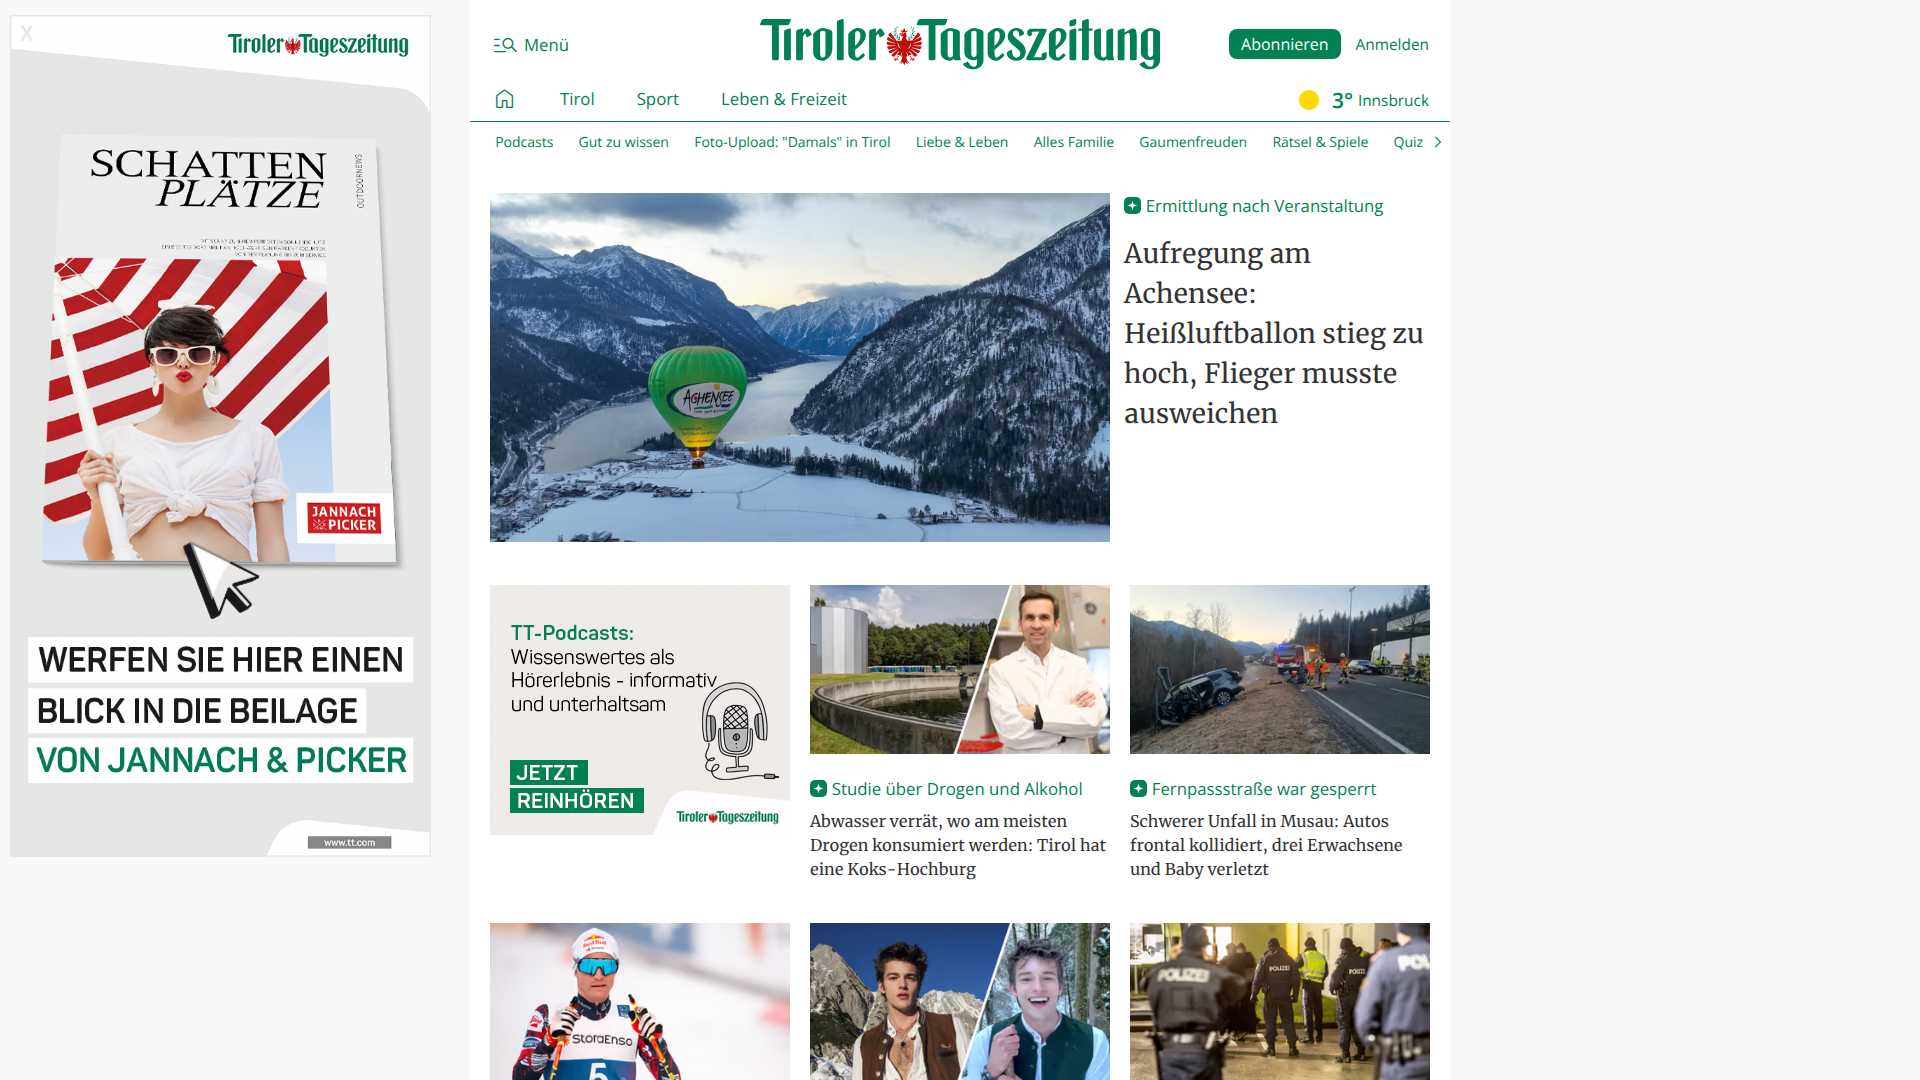 X
Tiroler Tageszeitung
SCHATTEN
PLÄTZE
OUTDOORNEWS
JANNACH
PICKER
WERFEN SIE HIER EINEN
BLICK IN DIE BEILAGE
VON JANNACH & PICKER
www.tt.com
Menü
Tiroler Tageszeitung
Abonnieren
Anmelden
Tirol
Sport
Leben & Freizeit
3° Innsbruck
Podcasts
Gut zu wissen
Foto-Upload: "Damals" in Tirol
Liebe & Leben
Alles Familie
Gaumenfreuden
Rätsel & Spiele
Quiz
ACHENSEE
Ermittlung nach Veranstaltung
Aufregung am
Achensee:
Heißluftballon stieg zu
hoch, Flieger musste
ausweichen
TT-Podcasts:
Wissenswertes als
Hörerlebnis - informativ
und unterhaltsam
JETZT
REINHÖREN
Tiroler Tageszeitung
Studie über Drogen und Alkohol
Abwasser verrät, wo am meisten
Drogen konsumiert werden: Tirol hat
eine Koks-Hochburg
Fernpassstraße war gesperrt
Schwerer Unfall in Musau: Autos
frontal kollidiert, drei Erwachsene
und Baby verletzt
Red Bull
StoraEnso
5
POLIZEI
POLIZEI
POLIZEI
POL